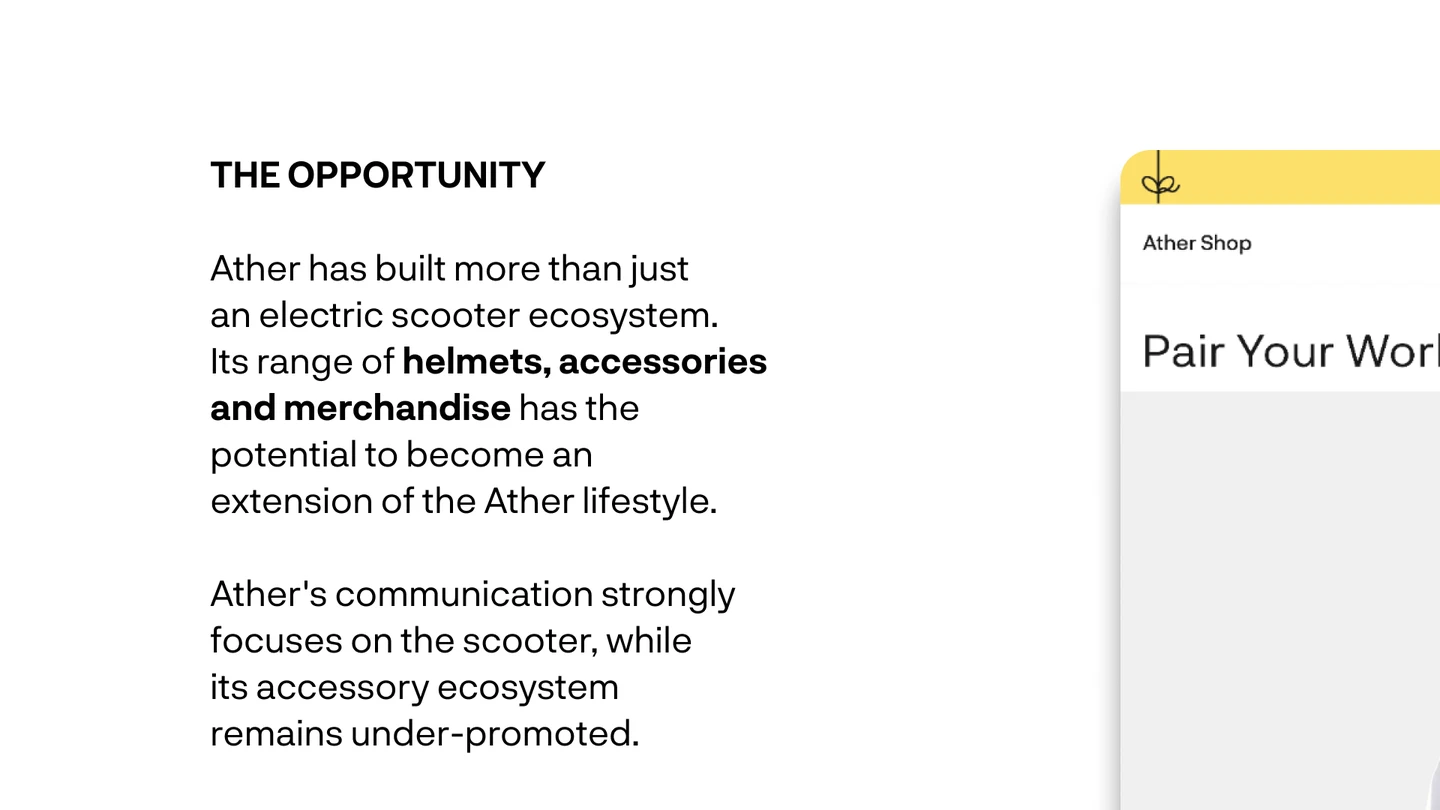 THE OPPORTUNITY
Ather has built more than just
an electric scooter ecosystem.
Its range of helmets, accessories
and merchandise has the
potential to become an
extension of the Ather lifestyle.
Ather's communication strongly
focuses on the scooter, while
its accessory ecosystem
remains under-promoted.
Ather Shop
Pair Your